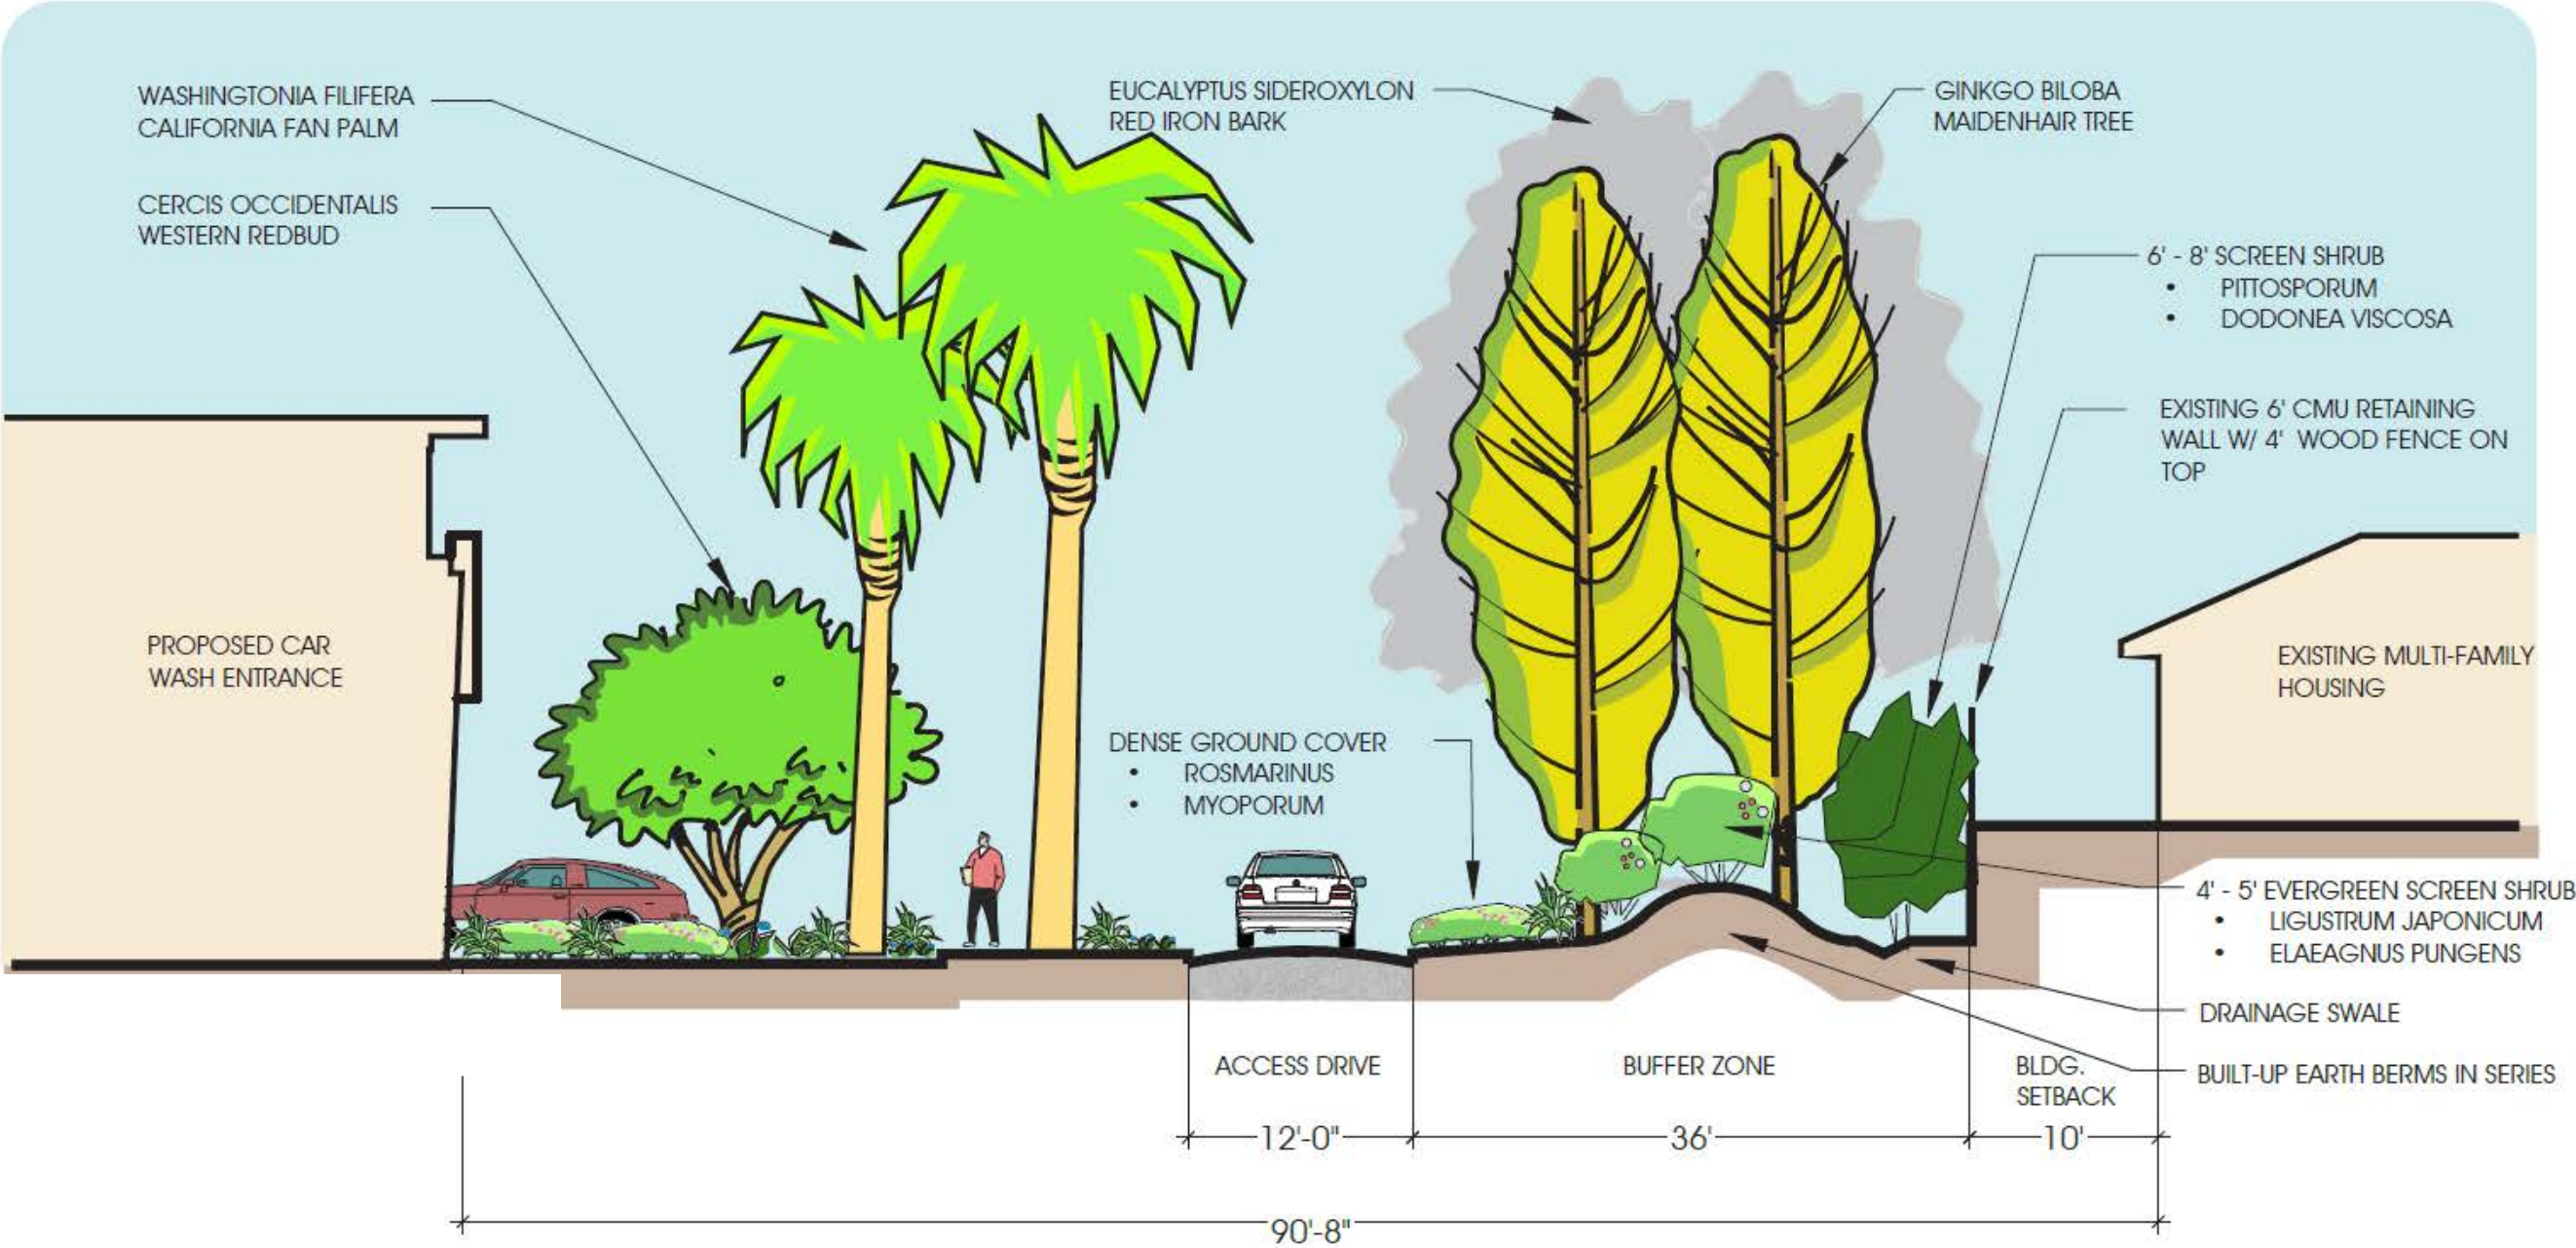 WASHINGTONIA FILIFERA
CALIFORNIA FAN PALM
CERCIS OCCIDENTALIS
WESTERN REDBUD
EUCALYPTUS SIDEROXYLON
RED IRON BARK
GINKGO BILOBA
MAIDENHAIR TREE
6' - 8' SCREEN SHRUB
• PITTOSPORUM
• DODONEA VISCOSA
EXISTING 6' CMU RETAINING
WALL W/ 4' WOOD FENCE ON
TOP
PROPOSED CAR
WASH ENTRANCE
EXISTING MULTI-FAMILY
HOUSING
DENSE GROUND COVER
• ROSMARINUS
• MYOPORUM
4' - 5' EVERGREEN SCREEN SHRUB
• LIGUSTRUM JAPONICUM
• ELAEAGNUS PUNGENS
DRAINAGE SWALE
BUILT-UP EARTH BERMS IN SERIES
ACCESS DRIVE
BUFFER ZONE
BLDG.
SETBACK
12'-0"
36'
10'
90'-8"